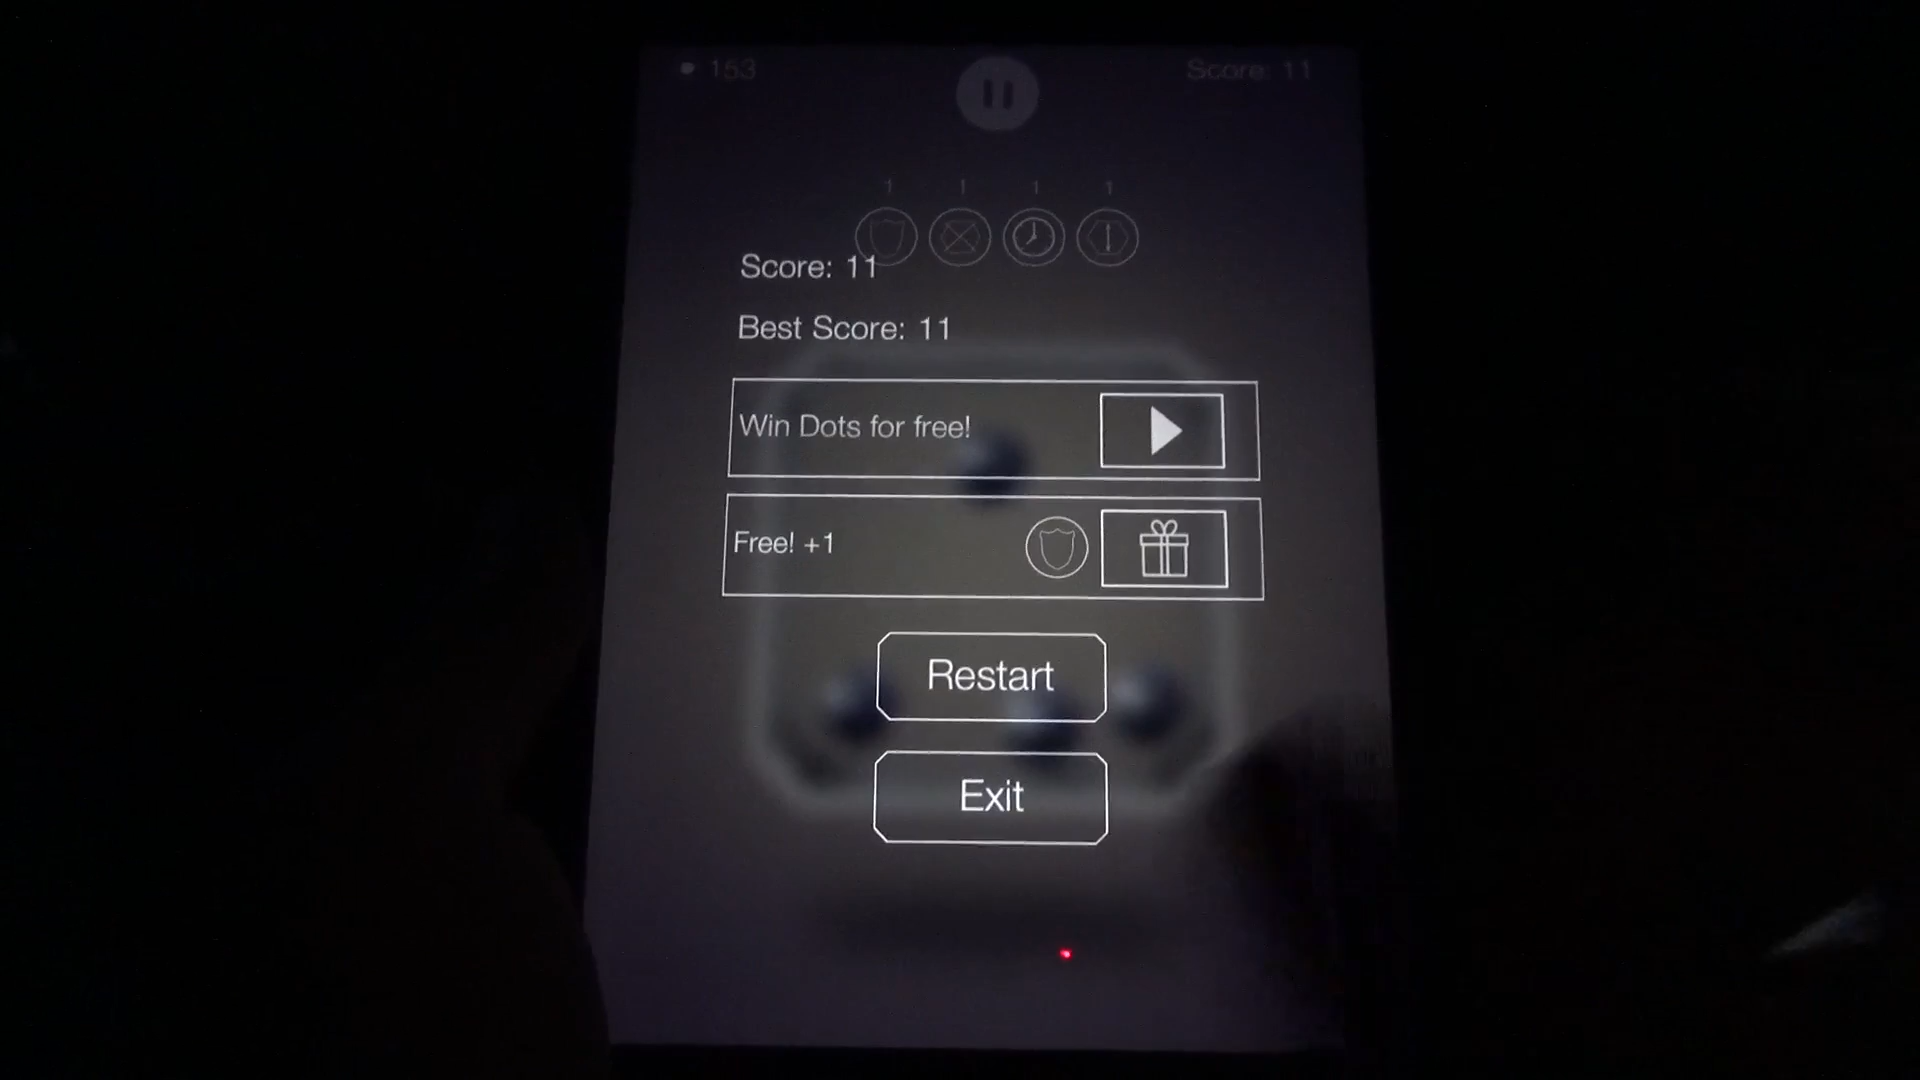 153
Score: 11
1 1 1 1
Score: 11
Best Score: 11
Win Dots for free!
Free! +1
Restart
Exit